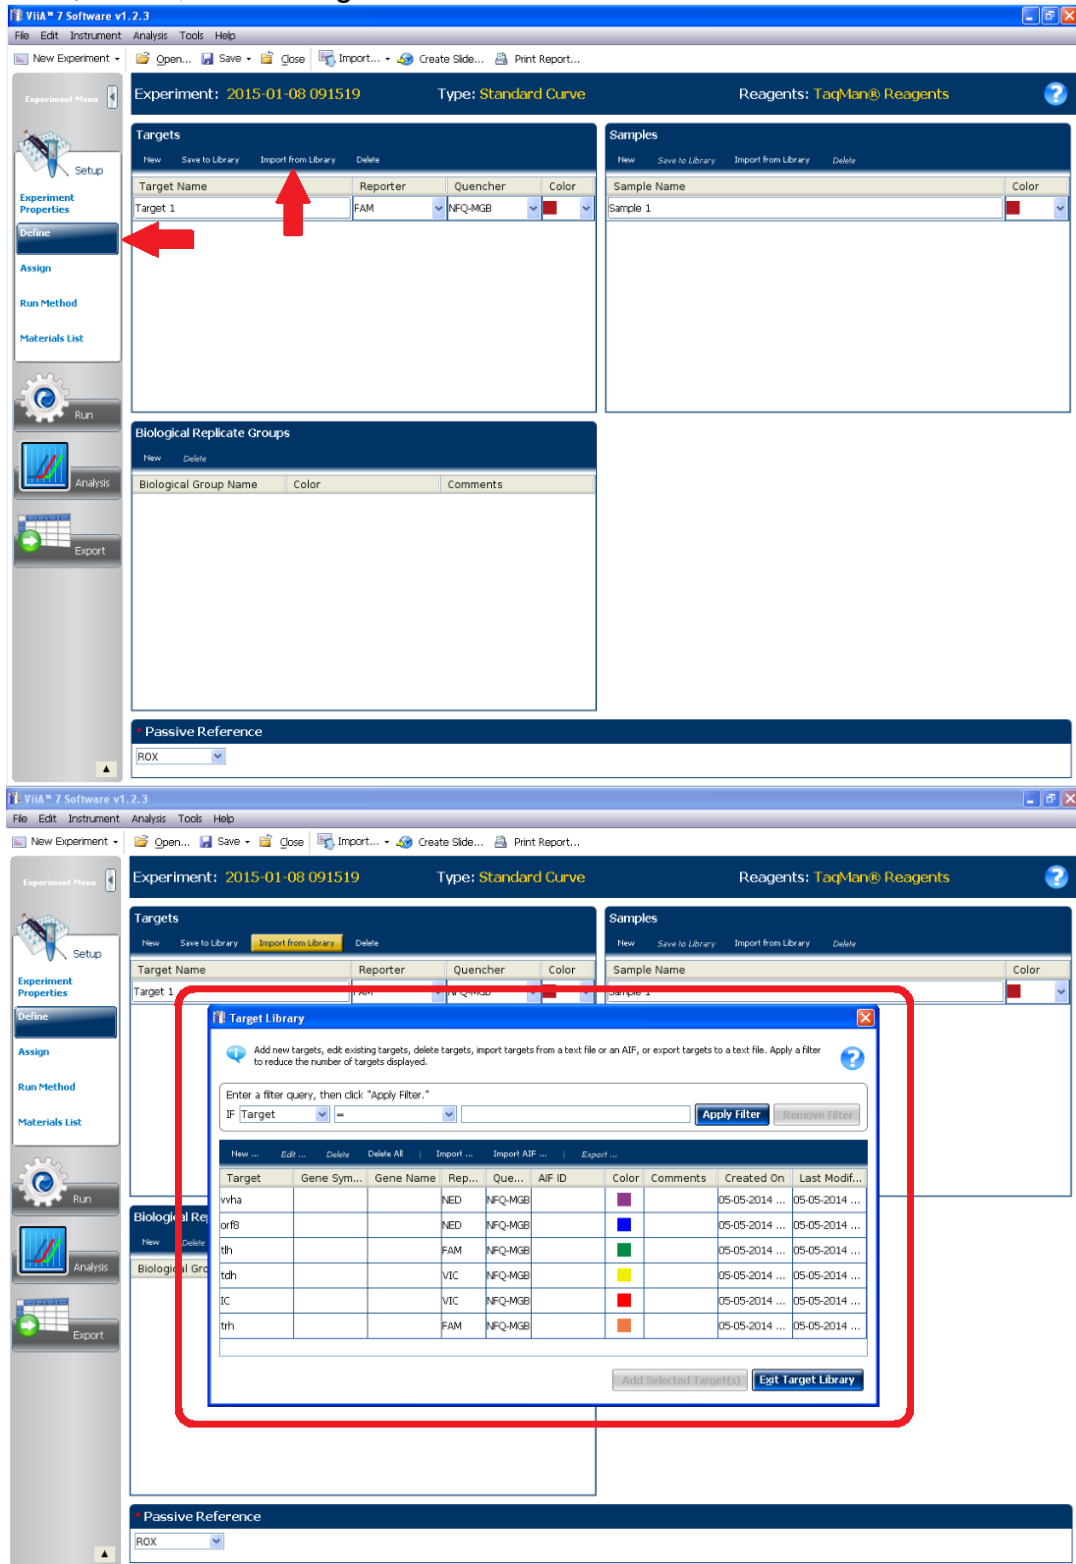 ViiA™ 7 Software v1.2.3
File Edit Instrument Analysis Tools Help
New Experiment Open... Save Close Import... Create Slide... Print Report...
Experiment Menu
Experiment: 2015-01-08 091519 Type: Standard Curve Reagents: TaqMan® Reagents
Setup
Experiment Properties
Define
Assign
Run Method
Materials List
Run
Analysis
Export
Targets
New Save to Library Import from Library Delete
Target Name Reporter Quencher Color
Target 1 FAM NFQ-MGB
Samples
New Save to Library Import from Library Delete
Sample Name Color
Sample 1
Biological Replicate Groups
New Delete
Biological Group Name Color Comments
* Passive Reference
ROX
ViiA™ 7 Software v1.2.3
File Edit Instrument Analysis Tools Help
New Experiment Open... Save Close Import... Create Slide... Print Report...
Experiment Menu
Experiment: 2015-01-08 091519 Type: Standard Curve Reagents: TaqMan® Reagents
Setup
Experiment Properties
Define
Assign
Run Method
Materials List
Run
Analysis
Export
Targets
New Save to Library Import from Library Delete
Target Name Reporter Quencher Color
Target 1
Samples
New Save to Library Import from Library Delete
Sample Name Color
Sample 1
Target Library
Add new targets, edit existing targets, delete targets, import targets from a text file or an AIF, or export targets to a text file. Apply a filter
to reduce the number of targets displayed.
Enter a filter query, then click "Apply Filter."
IF Target = Apply Filter Remove Filter
New ... Edit ... Delete Delete All | Import ... Import AIF ... | Export ...
Target Gene Sym... Gene Name Rep... Que... AIF ID Color Comments Created On Last Modif...
vvha NED NFQ-MGB 05-05-2014 ... 05-05-2014 ...
orf8 NED NFQ-MGB 05-05-2014 ... 05-05-2014 ...
tlh FAM NFQ-MGB 05-05-2014 ... 05-05-2014 ...
tdh VIC NFQ-MGB 05-05-2014 ... 05-05-2014 ...
IC VIC NFQ-MGB 05-05-2014 ... 05-05-2014 ...
trh FAM NFQ-MGB 05-05-2014 ... 05-05-2014 ...
Add Selected Target(s) Exit Target Library
Biological Re
New Delete
Biological Gro
* Passive Reference
ROX